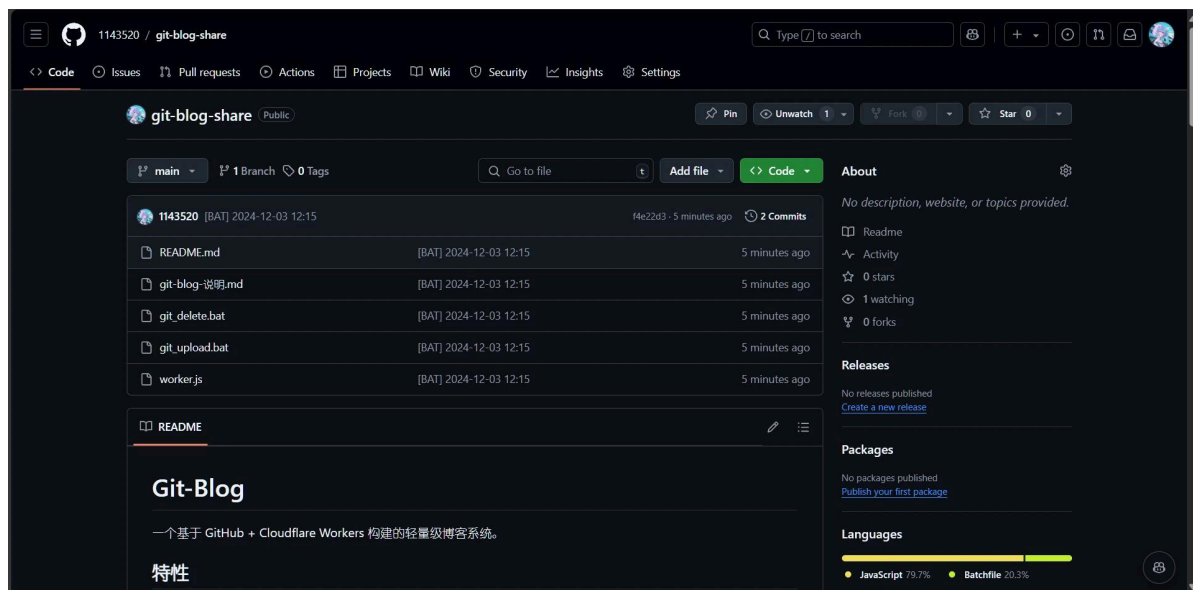 1143520 / git-blog-share
Type / to search
Code Issues Pull requests Actions Projects Wiki Security Insights Settings
git-blog-share Public
Pin Unwatch 1 Fork 0 Star 0
main 1 Branch 0 Tags Go to file t Add file Code
1143520 [BAT] 2024-12-03 12:15 f4e22d3 · 5 minutes ago 2 Commits
README.md [BAT] 2024-12-03 12:15 5 minutes ago
git-blog-说明.md [BAT] 2024-12-03 12:15 5 minutes ago
git_delete.bat [BAT] 2024-12-03 12:15 5 minutes ago
git_upload.bat [BAT] 2024-12-03 12:15 5 minutes ago
worker.js [BAT] 2024-12-03 12:15 5 minutes ago
README
Git-Blog
一个基于 GitHub + Cloudflare Workers 构建的轻量级博客系统。
特性
About
No description, website, or topics provided.
Readme
Activity
0 stars
1 watching
0 forks
Releases
No releases published
Create a new release
Packages
No packages published
Publish your first package
Languages
JavaScript 79.7% Batchfile 20.3%